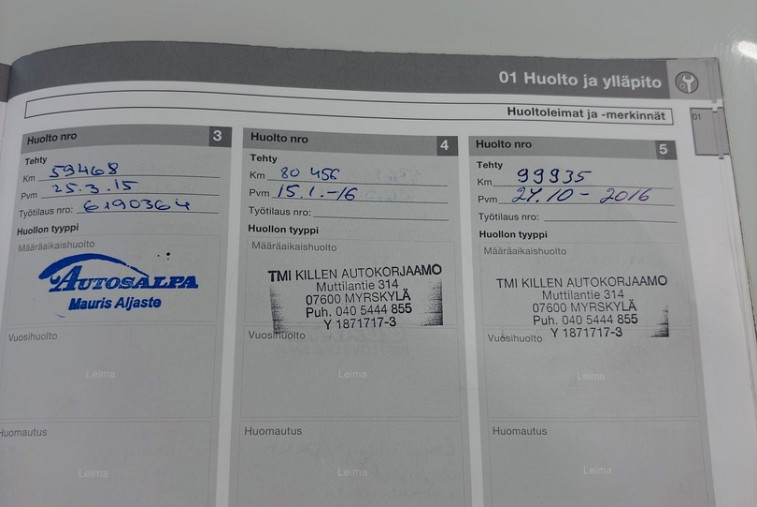 01 Huolto ja ylläpito
Huoltoleimat ja -merkinnät
01
Huolto nro 3
Tehty
Km 59468
Pvm 25.3.15
Työtilaus nro: 6190364
Huollon tyyppi
Määräaikaishuolto
AUTOSALPA
Mauris Aljaste
Vuosihuolto
Leima
Huomautus
Leima
Huolto nro 4
Tehty
Km 80 456
Pvm 15.1.-16
Työtilaus nro:
Huollon tyyppi
Määräaikaishuolto
TMI KILLEN AUTOKORJAAMO
Muttilantie 314
07600 MYRSKYLÄ
Puh. 040 5444 855
Y 1871717-3
Vuosihuolto
Leima
Huomautus
Leima
Huolto nro 5
Tehty
Km 99935
Pvm 27.10-2016
Työtilaus nro:
Huollon tyyppi
Määräaikaishuolto
TMI KILLEN AUTOKORJAAMO
Muttilantie 314
07600 MYRSKYLÄ
Puh. 040 5444 855
Y 1871717-3
Vuosihuolto
Leima
Huomautus
Leima